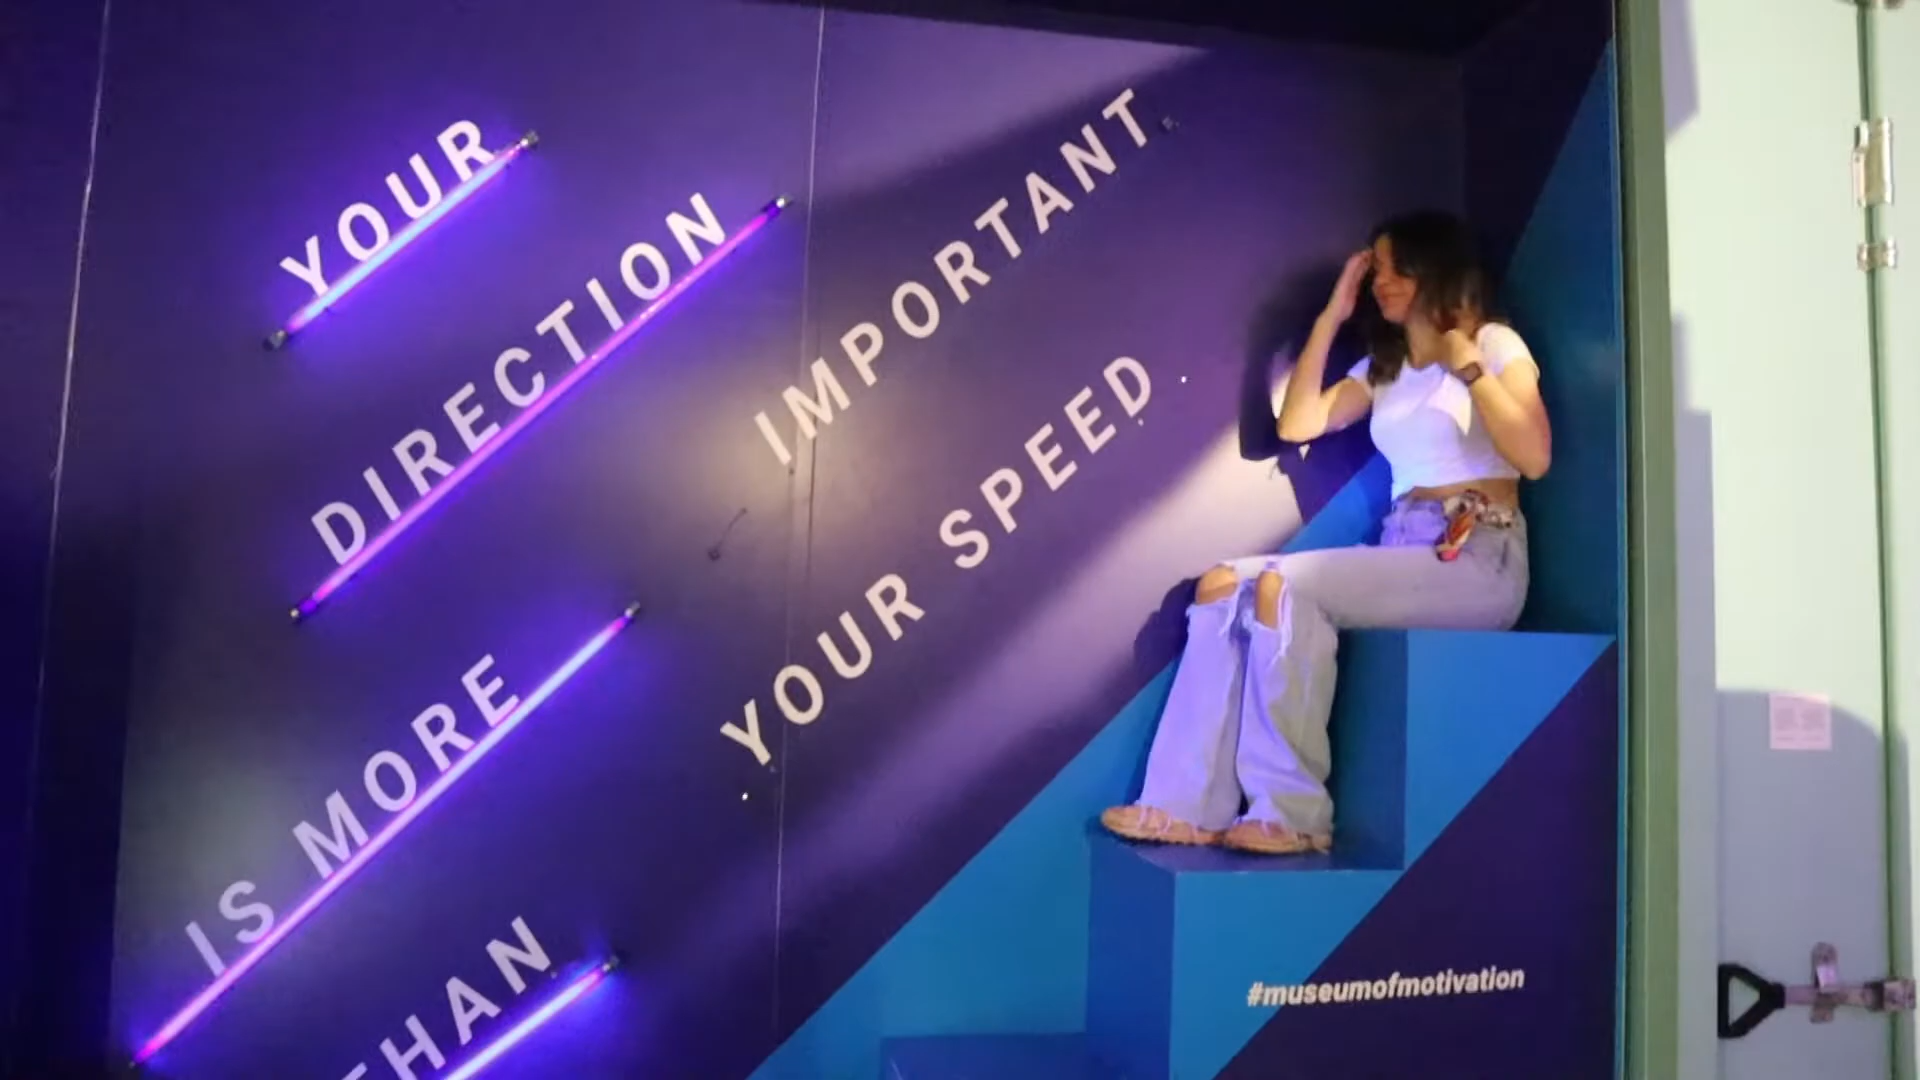 YOUR
DIRECTION
IS MORE
IMPORTANT
THAN
YOUR SPEED
#museumofmotivation